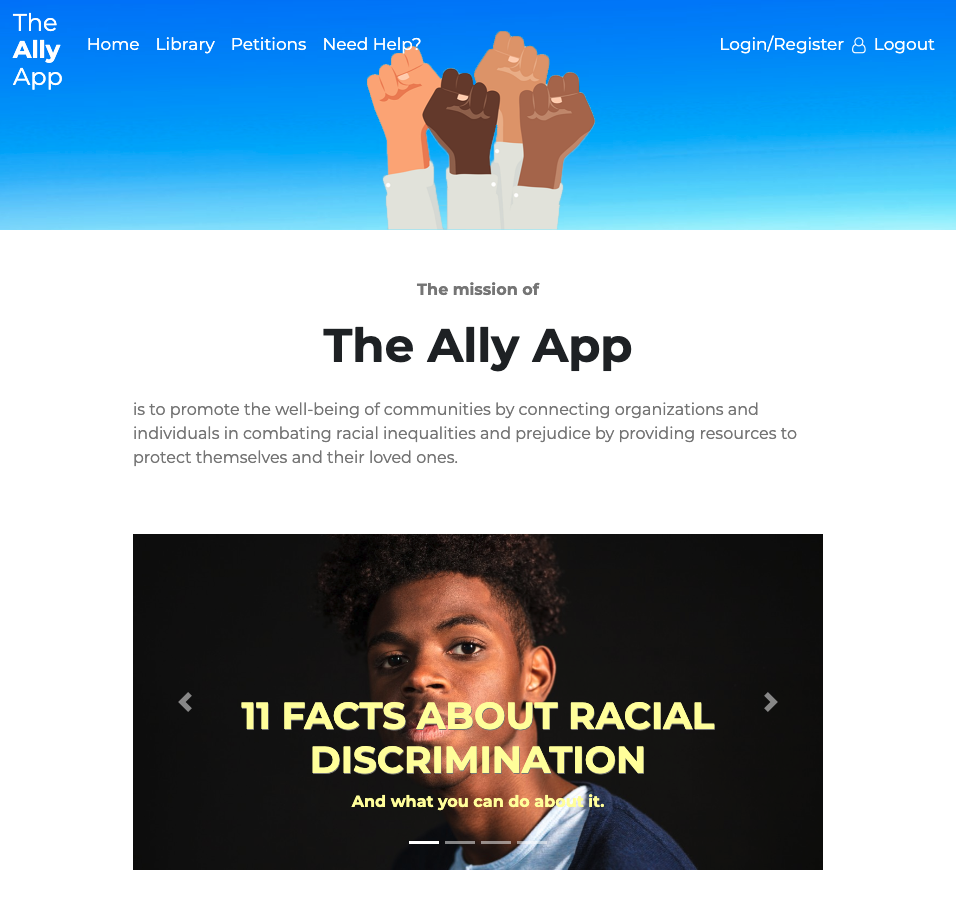 The
Ally
App
Home Library Petitions Need Help?
Login/Register Logout
The mission of
The Ally App
is to promote the well-being of communities by connecting organizations and
individuals in combating racial inequalities and prejudice by providing resources to
protect themselves and their loved ones.
11 FACTS ABOUT RACIAL
DISCRIMINATION
And what you can do about it.